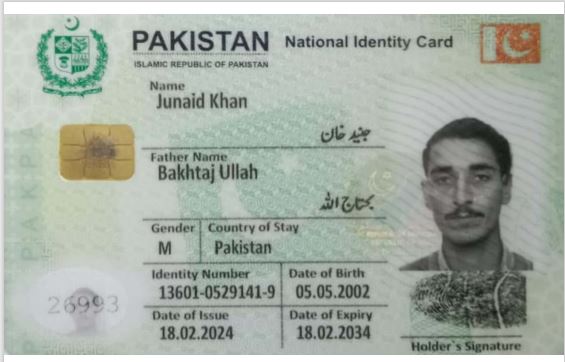 PAKISTAN National Identity Card
ISLAMIC REPUBLIC OF PAKISTAN
Name
Junaid Khan
جنید خان
Father Name
Bakhtaj Ullah
بختاج اللہ
Gender Country of Stay
M Pakistan
Identity Number Date of Birth
13601-0529141-9 05.05.2002
Date of Issue Date of Expiry
18.02.2024 18.02.2034
26993
Holder`s Signature